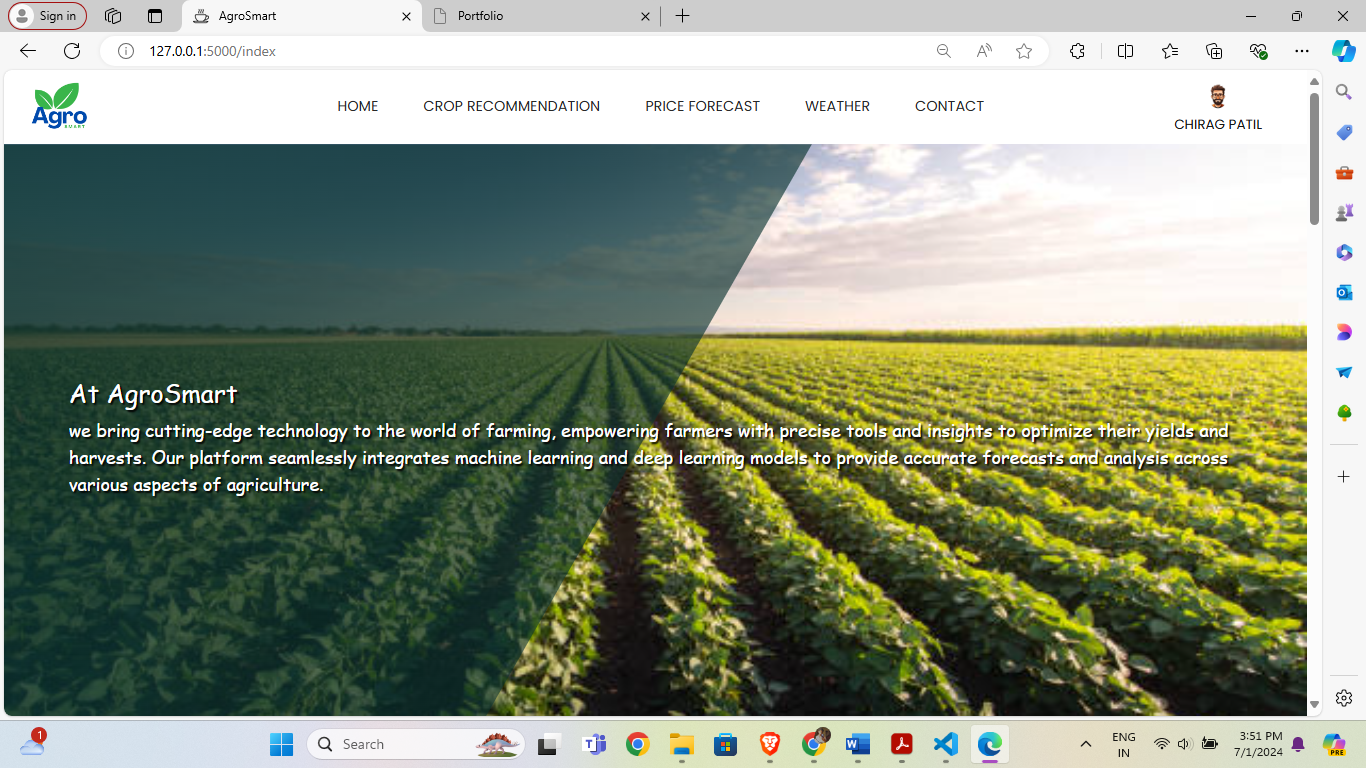 Sign in
AgroSmart
Portfolio
127.0.0.1:5000/index
Agro
SMART
HOME
CROP RECOMMENDATION
PRICE FORECAST
WEATHER
CONTACT
CHIRAG PATIL
At AgroSmart
we bring cutting-edge technology to the world of farming, empowering farmers with precise tools and insights to optimize their yields and
harvests. Our platform seamlessly integrates machine learning and deep learning models to provide accurate forecasts and analysis across
various aspects of agriculture.
1
Search
ENG
IN
3:51 PM
7/1/2024
PRE